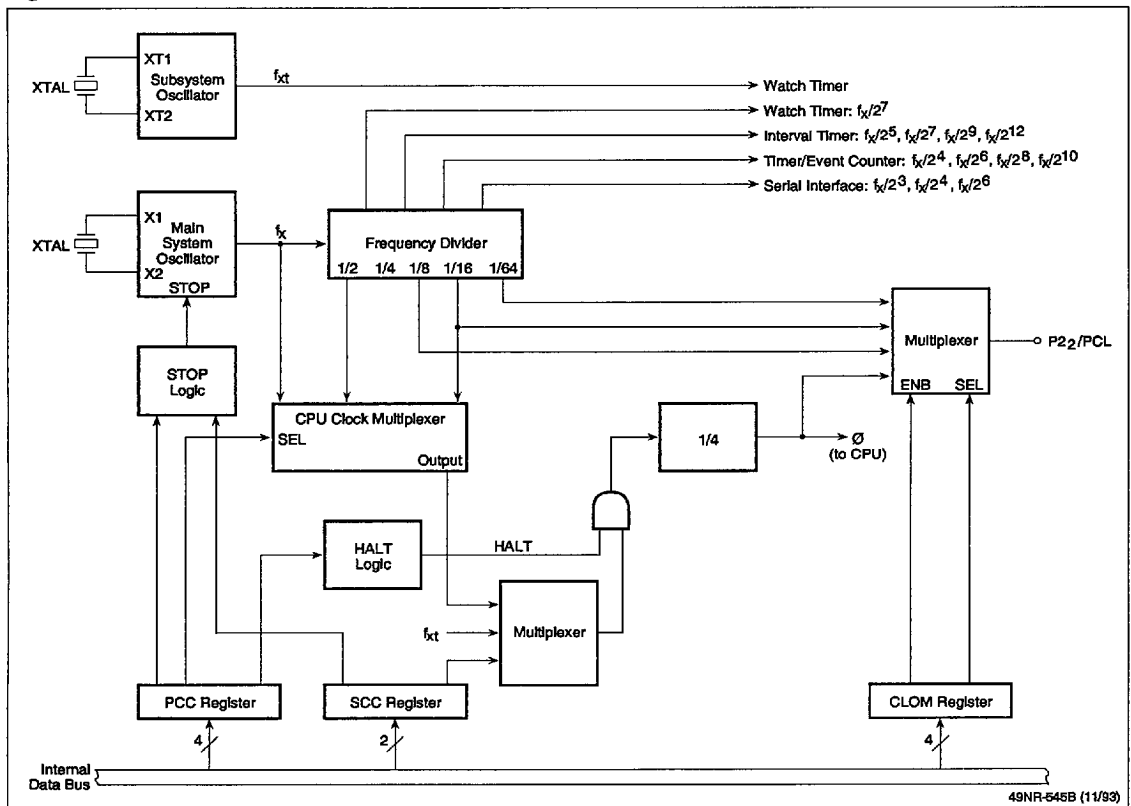 XT1
Subsystem
Oscillator
XT2
XTAL
fxt
Watch Timer
Watch Timer: fx/2^7
Interval Timer: fx/2^5, fx/2^7, fx/2^9, fx/2^12
Timer/Event Counter: fx/2^4, fx/2^6, fx/2^8, fx/2^10
Serial Interface: fx/2^3, fx/2^4, fx/2^6
X1
Main
System
Oscillator
X2
STOP
XTAL
fx
Frequency Divider
1/2 1/4 1/8 1/16 1/64
Multiplexer
ENB SEL
P2₂/PCL
STOP
Logic
CPU Clock Multiplexer
SEL
Output
1/4
Ø
(to CPU)
HALT
Logic
HALT
fxt
Multiplexer
PCC Register
SCC Register
CLOM Register
4
2
4
Internal
Data Bus
49NR-545B (11/93)